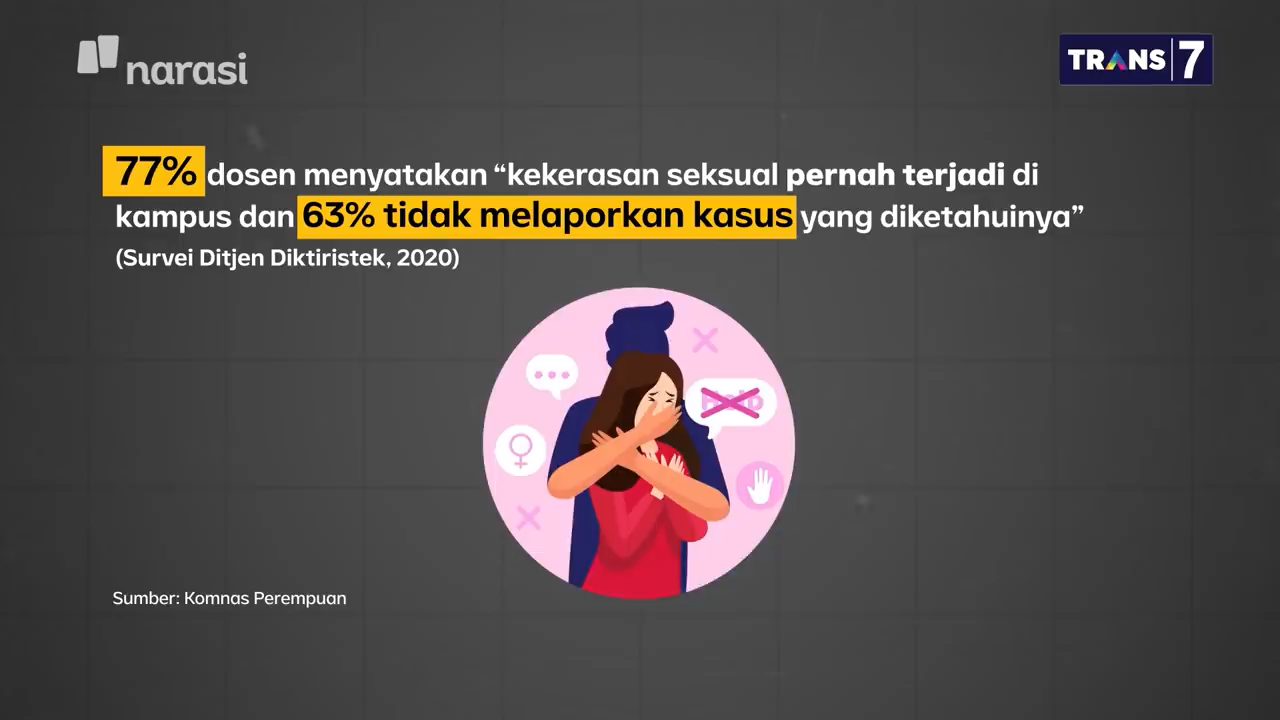 narasi
TRANS 7
77% dosen menyatakan “kekerasan seksual pernah terjadi di
kampus dan 63% tidak melaporkan kasus yang diketahuinya”
(Survei Ditjen Diktiristek, 2020)
Help
Sumber: Komnas Perempuan